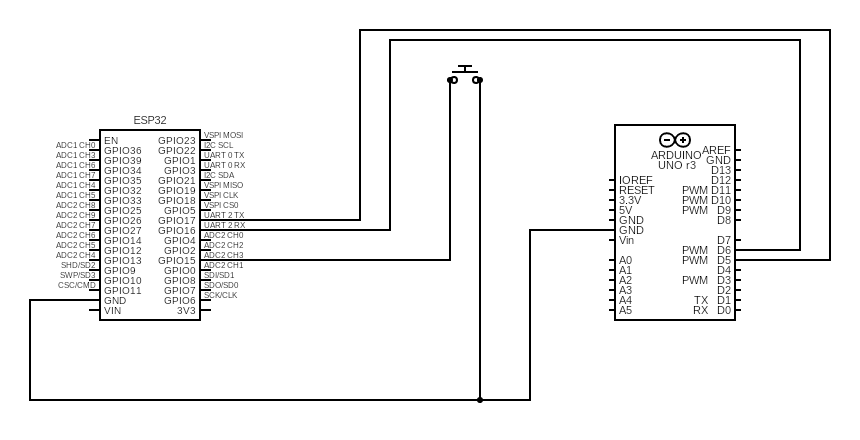 ESP32
VSPI MOSI
EN GPIO23
ADC1 CH0 I2C SCL
GPIO36 GPIO22
ADC1 CH3 UART 0 TX
GPIO39 GPIO1
ADC1 CH6 UART 0 RX
GPIO34 GPIO3
ADC1 CH7 I2C SDA
GPIO35 GPIO21
ADC1 CH4 VSPI MISO
GPIO32 GPIO19
ADC1 CH5 VSPI CLK
GPIO33 GPIO18
ADC2 CH8 VSPI CS0
GPIO25 GPIO5
ADC2 CH9 UART 2 TX
GPIO26 GPIO17
ADC2 CH7 UART 2 RX
GPIO27 GPIO16
ADC2 CH6 ADC2 CH0
GPIO14 GPIO4
ADC2 CH5 ADC2 CH2
GPIO12 GPIO2
ADC2 CH4 ADC2 CH3
GPIO13 GPIO15
SHD/SD2 ADC2 CH1
GPIO9 GPIO0
SWP/SD3 SDI/SD1
GPIO10 GPIO8
CSC/CMD SDO/SD0
GPIO11 GPIO7
SCK/CLK
GND GPIO6
VIN 3V3
AREF
ARDUINO
GND
UNO r3
D13
IOREF D12
RESET PWM D11
3.3V PWM D10
5V PWM D9
GND D8
GND
Vin D7
PWM D6
A0 PWM D5
A1 D4
A2 PWM D3
A3 D2
A4 TX D1
A5 RX D0